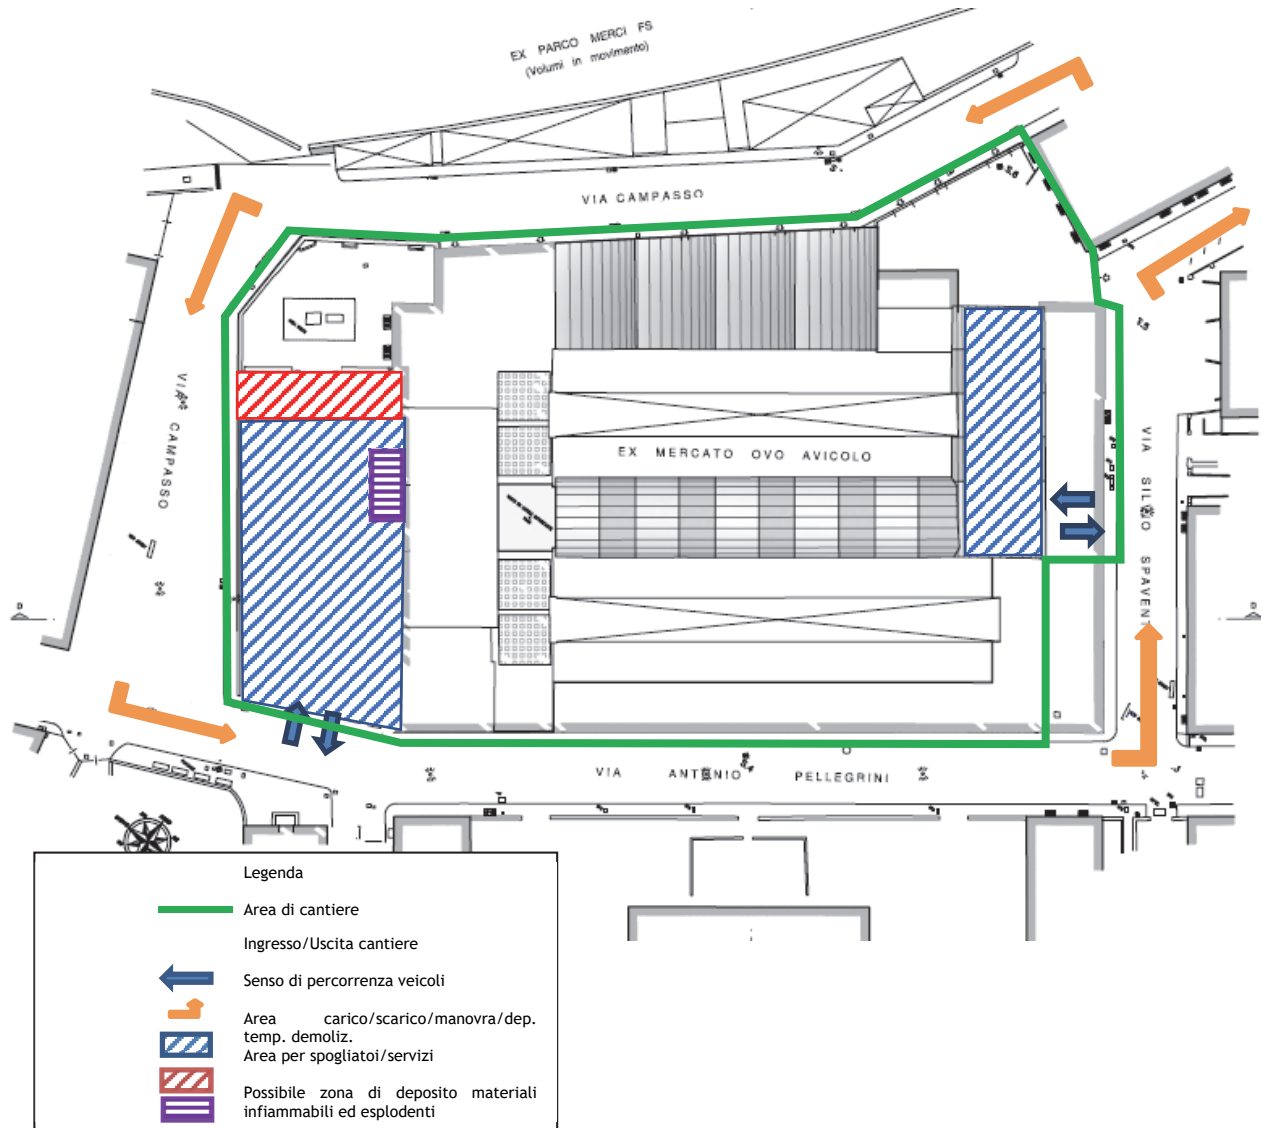 EX PARCO MERCI FS
(Volumi in movimento)
VIA CAMPASSO
VIA CAMPASSO
EX MERCATO OVO AVICOLO
VIA SILVIO SPAVENT
VIA ANTONIO PELLEGRINI
Legenda
Area di cantiere
Ingresso/Uscita cantiere
Senso di percorrenza veicoli
Area carico/scarico/manovra/dep.
temp. demoliz.
Area per spogliatoi/servizi
Possibile zona di deposito materiali
infiammabili ed esplodenti